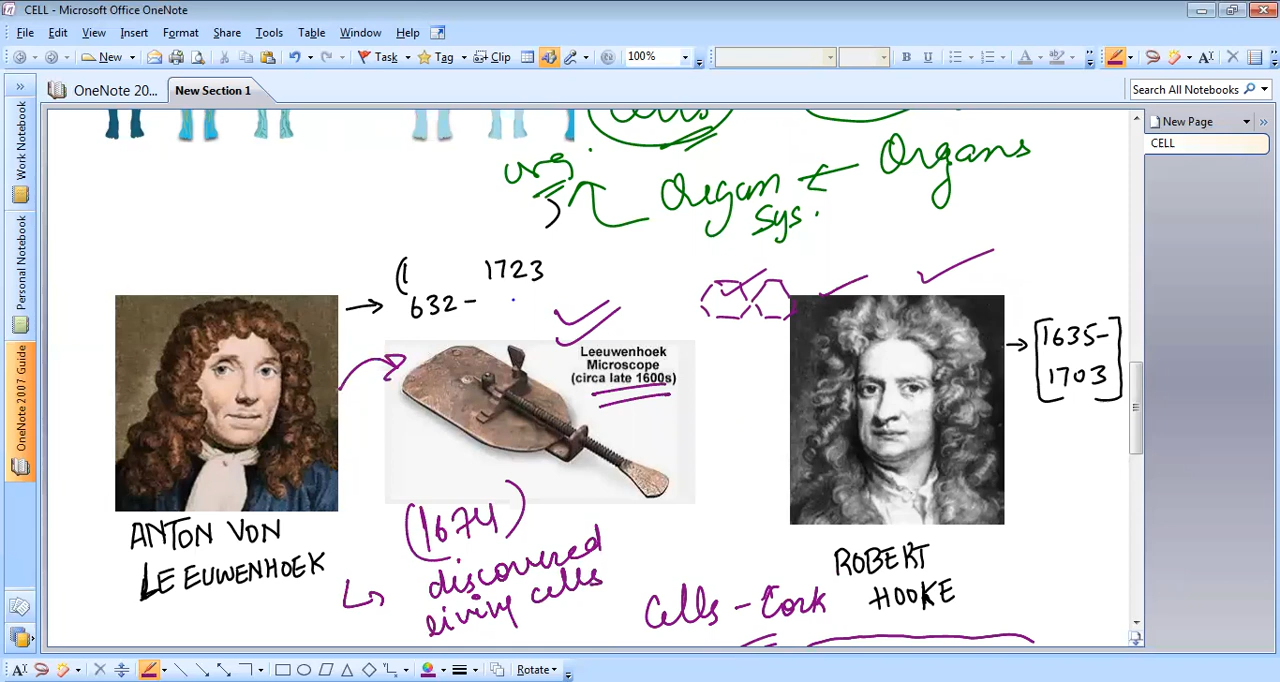 CELL - Microsoft Office OneNote
File Edit View Insert Format Share Tools Table Window Help
New Task Tag Clip 100% B U A
OneNote 20... New Section 1
Search All Notebooks
New Page
CELL
Work Notebook
Personal Notebook
OneNote 2007 Guide
Cells
Organs
Organ
Sys.
(1 1723
632-
Leeuwenhoek
Microscope
(circa late 1600s)
1635-
1703
ANTON VON
LEEUWENHOEK
(1674)
discovered
living cells
ROBERT
HOOKE
Cells - Cork
Rotate